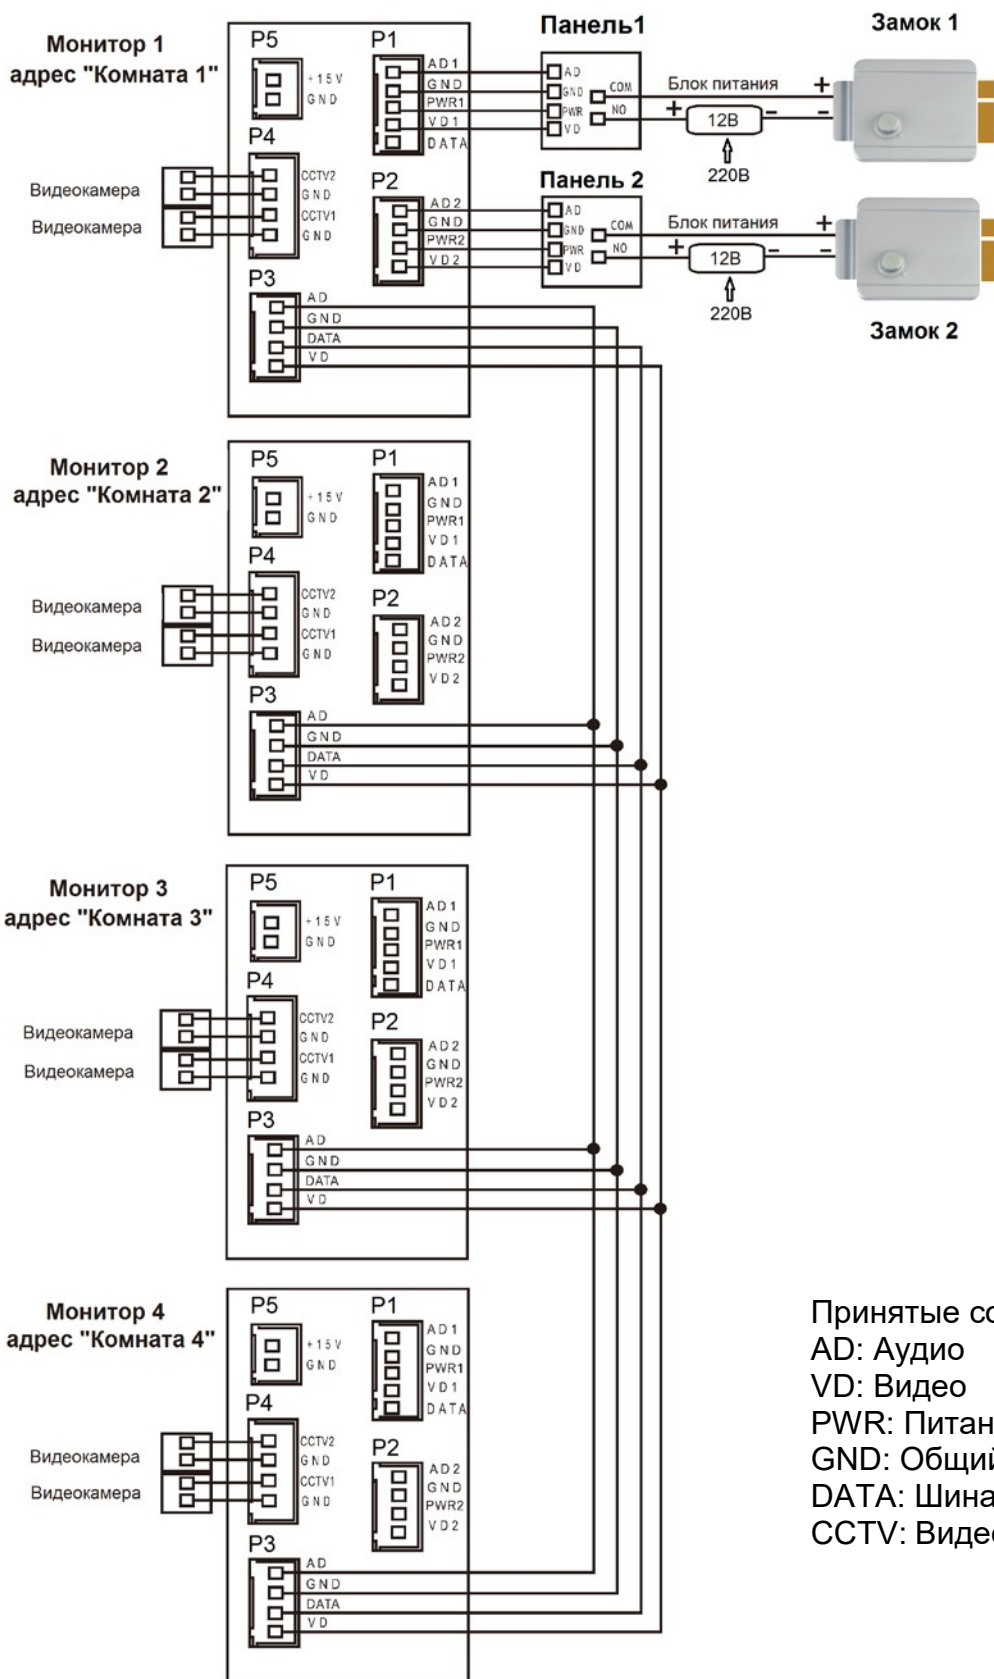 Монитор 1
адрес "Комната 1"
P5
+15V
GND
P1
AD1
GND
PWR1
VD1
DATA
P4
CCTV2
GND
CCTV1
GND
Видеокамера
Видеокамера
P2
AD2
GND
PWR2
VD2
P3
AD
GND
DATA
VD
Панель1
AD
GND
PWR
VD
COM
NO
Блок питания
+
+
12В
-
-
220В
Замок 1
Панель 2
AD
GND
PWR
VD
COM
NO
Блок питания
+
+
12В
-
-
220В
Замок 2
Монитор 2
адрес "Комната 2"
P5
+15V
GND
P1
AD1
GND
PWR1
VD1
DATA
P4
CCTV2
GND
CCTV1
GND
Видеокамера
Видеокамера
P2
AD2
GND
PWR2
VD2
P3
AD
GND
DATA
VD
Монитор 3
адрес "Комната 3"
P5
+15V
GND
P1
AD1
GND
PWR1
VD1
DATA
P4
CCTV2
GND
CCTV1
GND
Видеокамера
Видеокамера
P2
AD2
GND
PWR2
VD2
P3
AD
GND
DATA
VD
Монитор 4
адрес "Комната 4"
P5
+15V
GND
P1
AD1
GND
PWR1
VD1
DATA
P4
CCTV2
GND
CCTV1
GND
Видеокамера
Видеокамера
P2
AD2
GND
PWR2
VD2
P3
AD
GND
DATA
VD
Принятые
AD: Аудио
VD: Видео
PWR:
GND: Общий
DATA: Шина
CCTV: